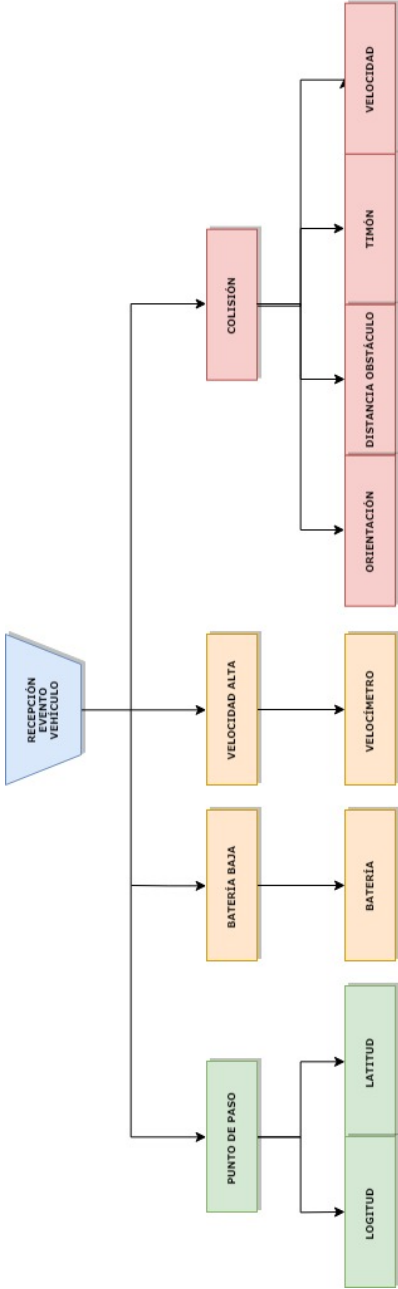 RECEPCIÓN
EVENTO
VEHICULO
PUNTO DE PASO
BATERÍA BAJA
VELOCIDAD ALTA
COLISIÓN
LOGITUD
LATITUD
BATERÍA
VELOCÍMETRO
ORIENTACIÓN
DISTANCIA OBSTÁCULO
TIMÓN
VELOCIDAD